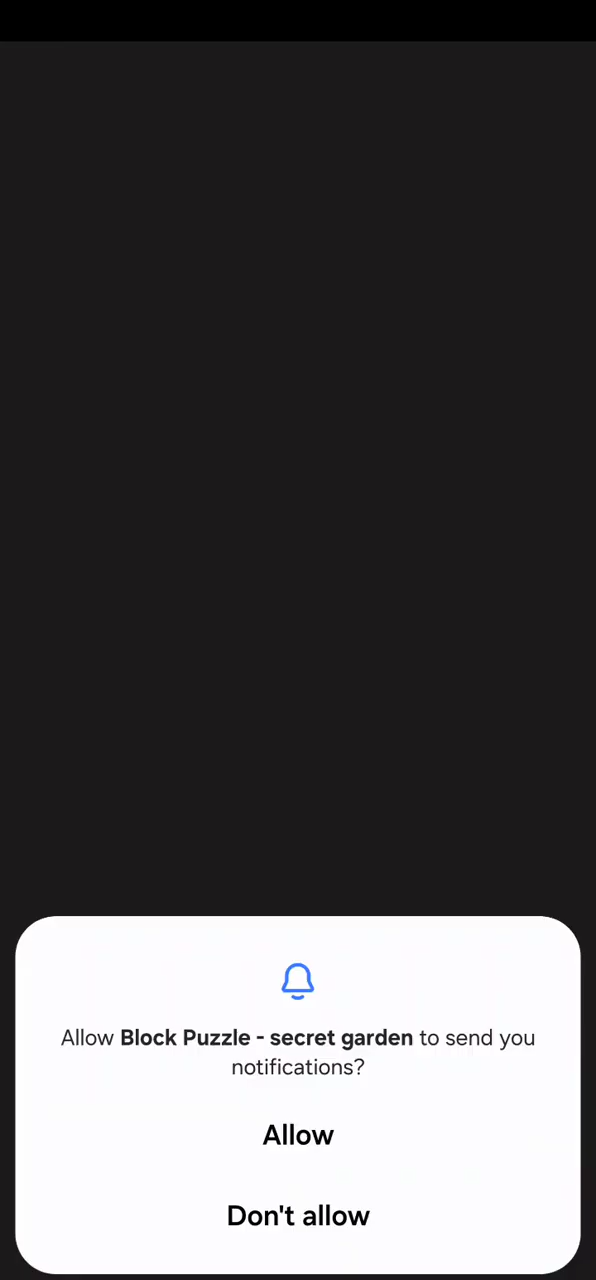 Allow Block Puzzle - secret garden to send you
notifications?
Allow
Don't allow